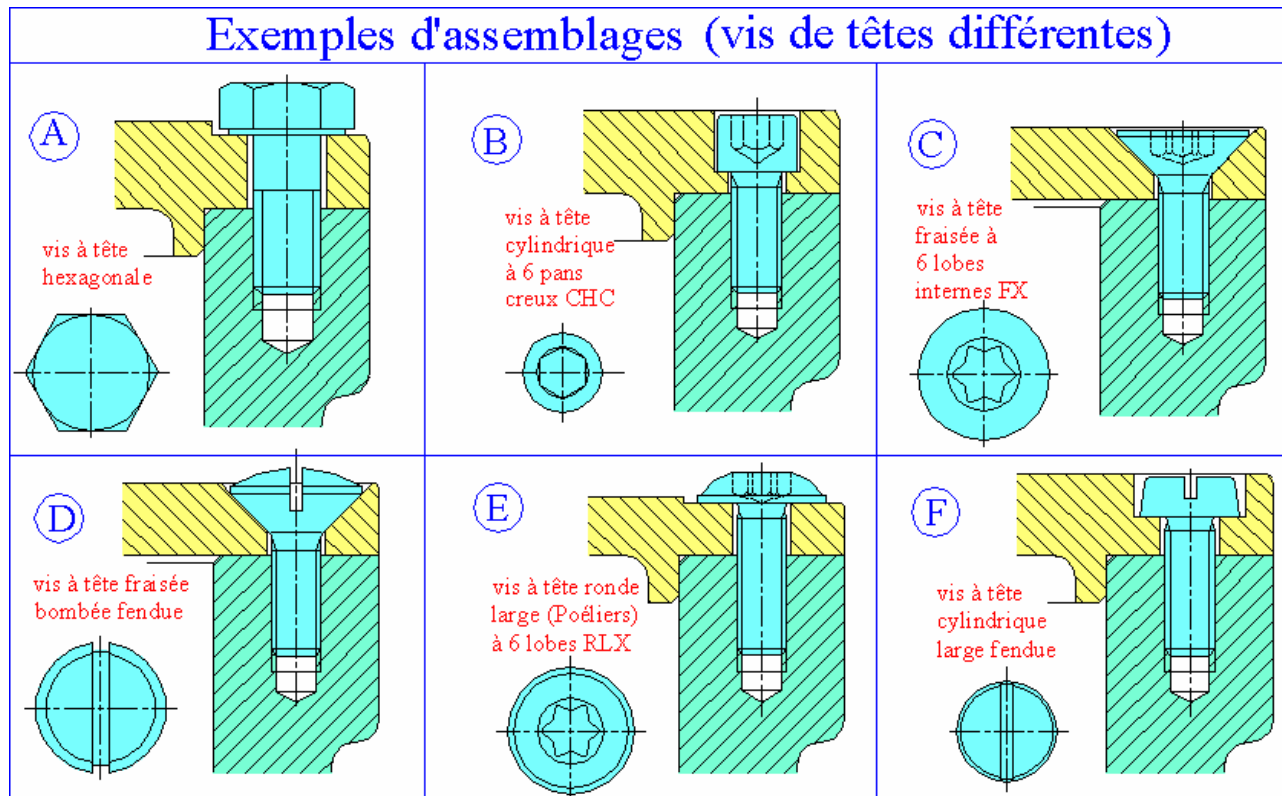 Exemples d'assemblages (vis de têtes différentes)
A
vis à tête
hexagonale
B
vis à tête
cylindrique
à 6 pans
creux CHC
C
vis à tête
fraisée à
6 lobes
internes FX
D
vis à tête fraisée
bombée fendue
E
vis à tête ronde
large (Poéliers)
à 6 lobes RLX
F
vis à tête
cylindrique
large fendue